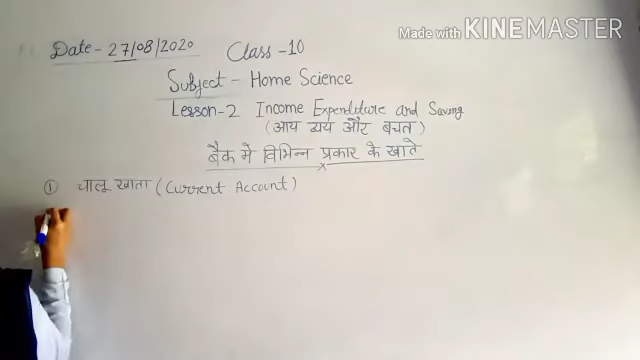 Made with KINEMASTER
Date - 27/08/2020 Class - 10
Subject - Home Science
Lesson-2 Income Expenditure and Saving
(आय व्यय और बचत)
बैंक मे विभिन्न प्रकार के खाते
① चालू खाता (Current Account)